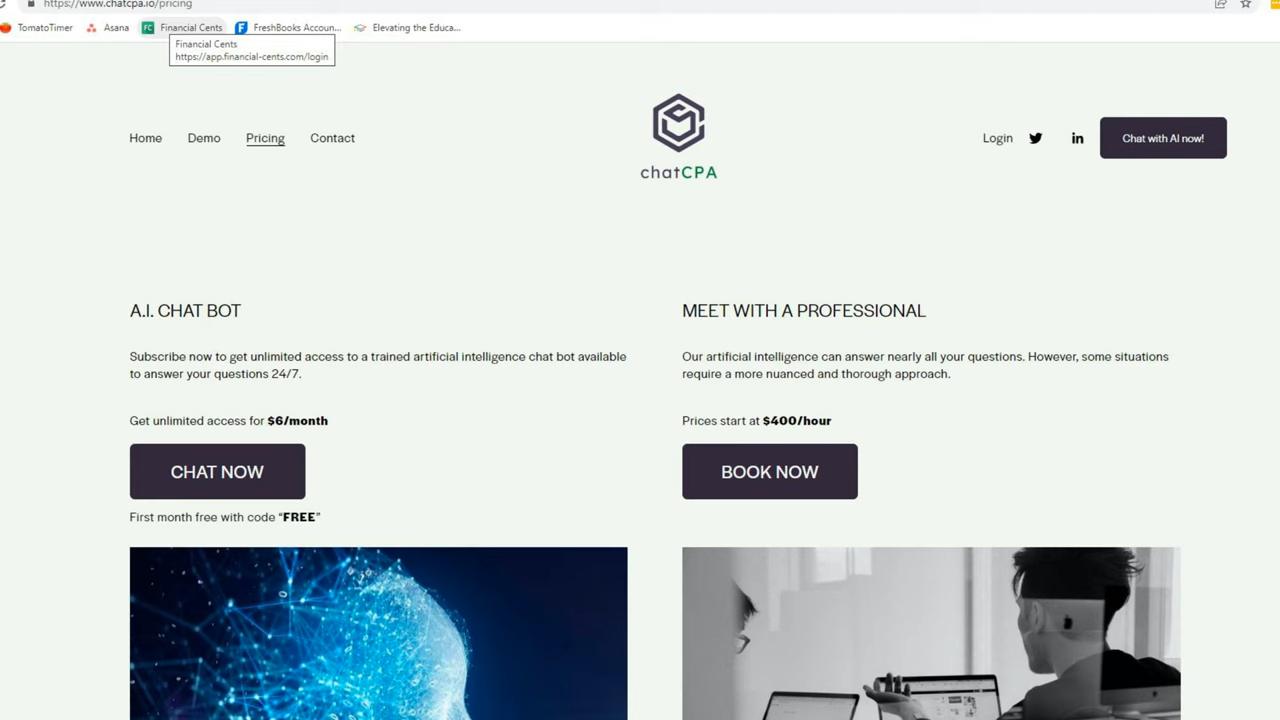 https://www.chatcpa.io/pricing
TomatoTimer Asana FC Financial Cents F FreshBooks Accoun... Elevating the Educa...
Financial Cents
https://app.financial-cents.com/login
Home Demo Pricing Contact
chatCPA
Login in Chat with AI now!
A.I. CHAT BOT
Subscribe now to get unlimited access to a trained artificial intelligence chat bot available
to answer your questions 24/7.
Get unlimited access for $6/month
CHAT NOW
First month free with code “FREE”
MEET WITH A PROFESSIONAL
Our artificial intelligence can answer nearly all your questions. However, some situations
require a more nuanced and thorough approach.
Prices start at $400/hour
BOOK NOW